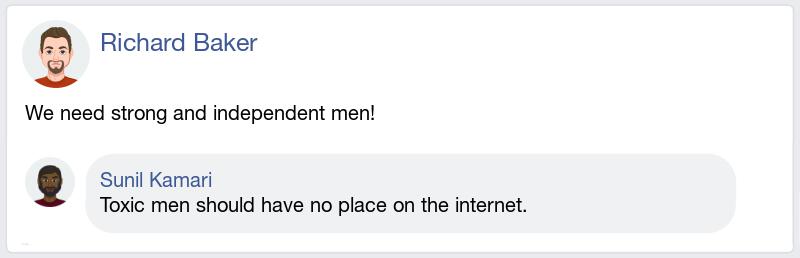 Richard Baker
We need strong and independent men!
Sunil Kamari
Toxic men should have no place on the internet.